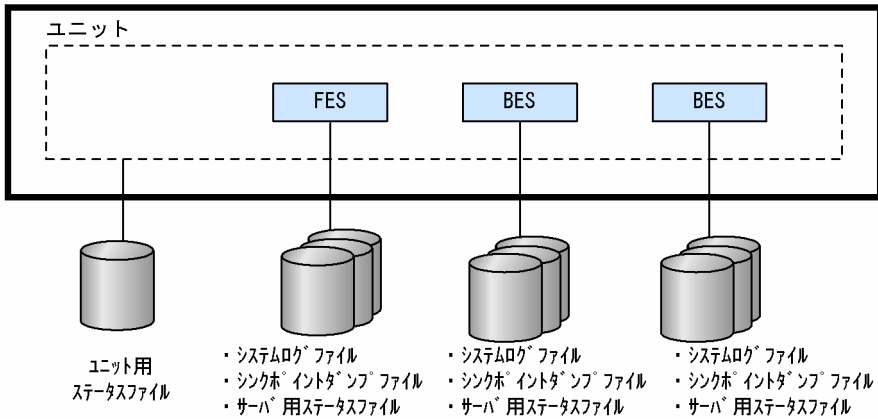 ユニット
FES
BES
BES
ﾕﾆｯﾄ用
ｽﾃｰﾀｽﾌｧｲﾙ
・ｼｽﾃﾑﾛｸﾞﾌｧｲﾙ
・ｼﾝｸﾎﾟｲﾝﾄﾀﾞﾝﾌﾟﾌｧｲﾙ
・ｻｰﾊﾞ用ｽﾃｰﾀｽﾌｧｲﾙ
・ｼｽﾃﾑﾛｸﾞﾌｧｲﾙ
・ｼﾝｸﾎﾟｲﾝﾄﾀﾞﾝﾌﾟﾌｧｲﾙ
・ｻｰﾊﾞ用ｽﾃｰﾀｽﾌｧｲﾙ
・ｼｽﾃﾑﾛｸﾞﾌｧｲﾙ
・ｼﾝｸﾎﾟｲﾝﾄﾀﾞﾝﾌﾟﾌｧｲﾙ
・ｻｰﾊﾞ用ｽﾃｰﾀｽﾌｧｲﾙ